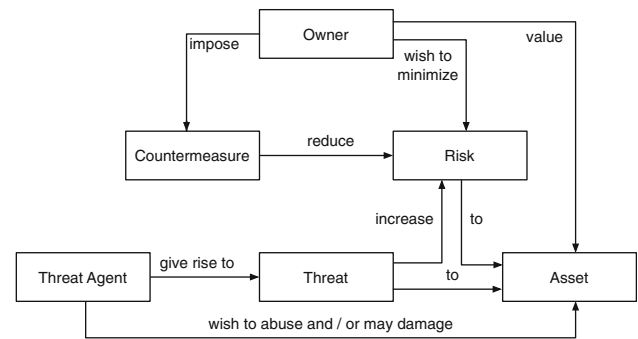 Owner
impose
value
wish to
minimize
Countermeasure
reduce
Risk
increase
to
Threat Agent
give rise to
Threat
to
Asset
wish to abuse and / or may damage